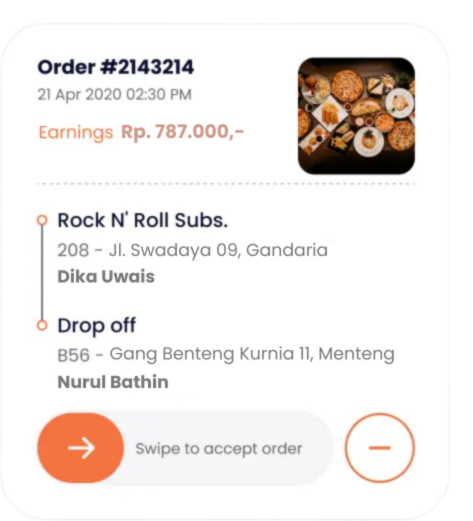 Order #2143214
21 Apr 2020 02:30 PM
Earnings Rp. 787.000,-
Rock N' Roll Subs.
208 - Jl. Swadaya 09, Gandaria
Dika Uwais
Drop off
B56 - Gang Benteng Kurnia 11, Menteng
Nurul Bathin
Swipe to accept order